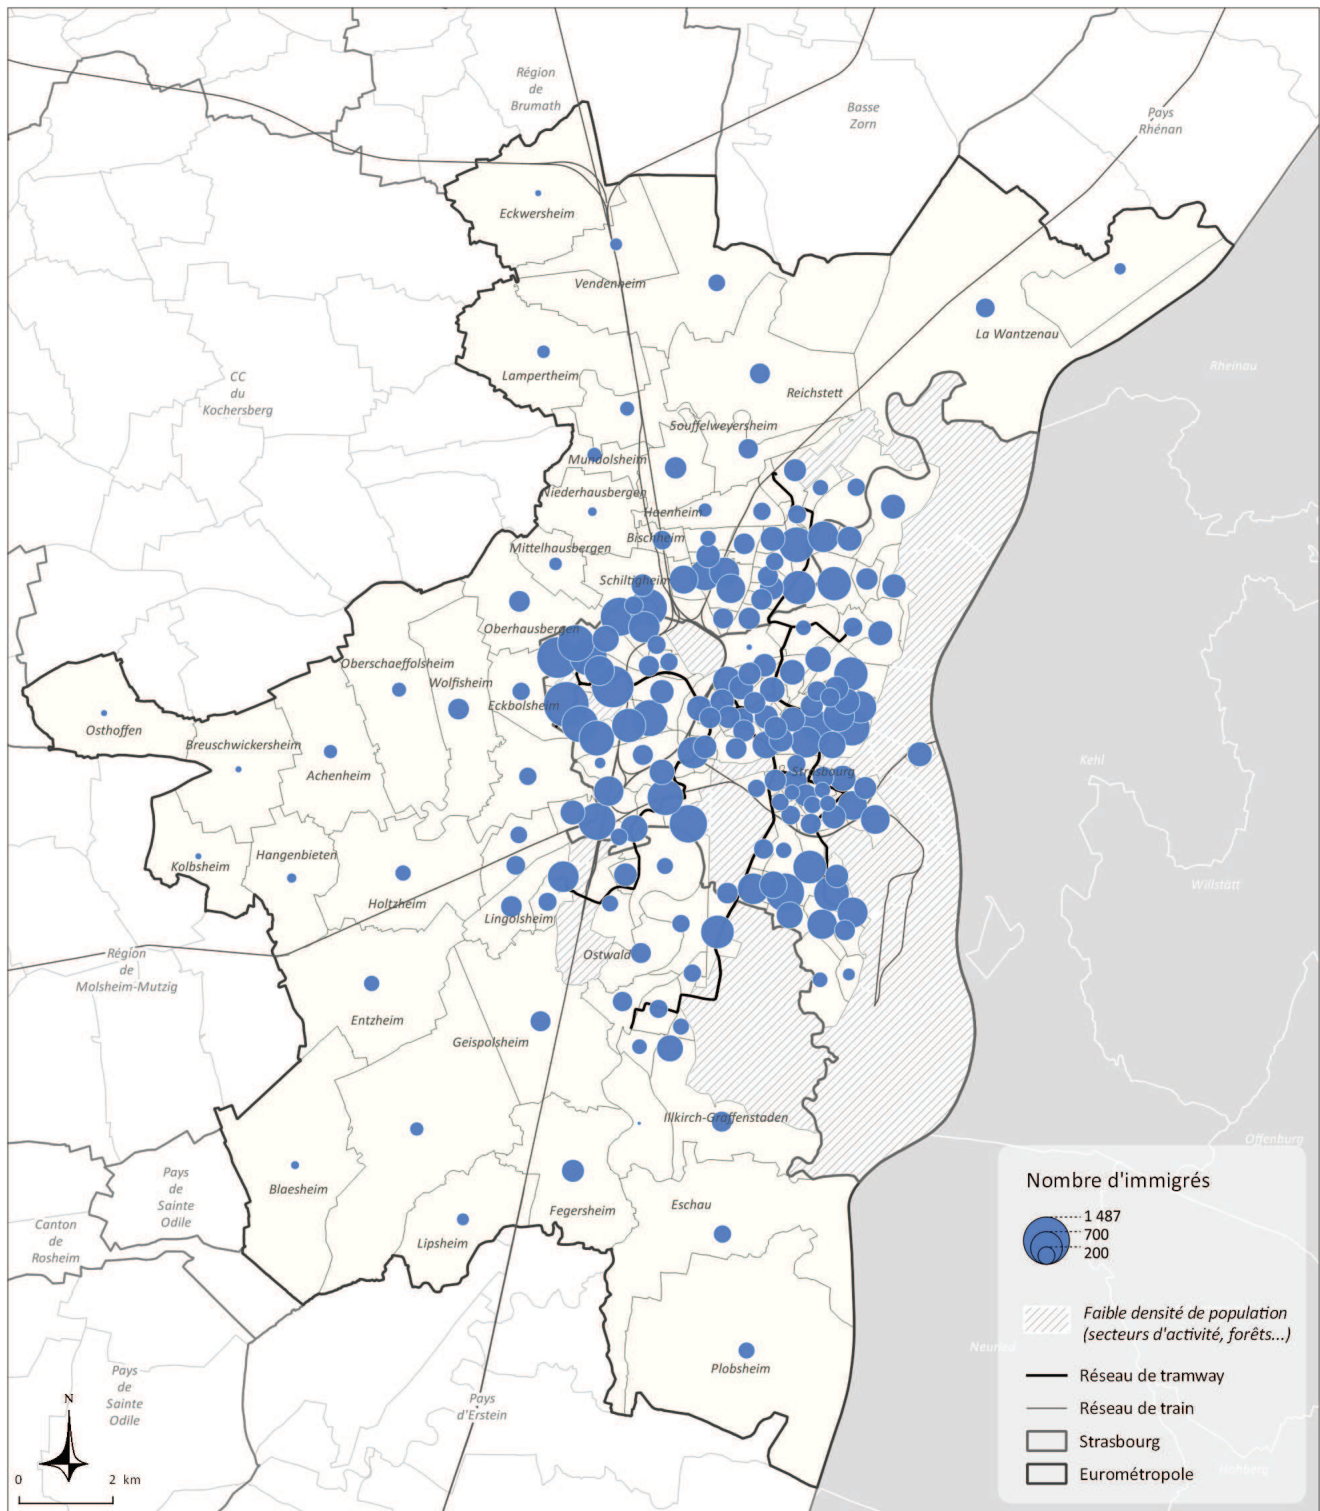 Région
de
Brumath
Basse
Zorn
Pays
Rhénan
Eckwersheim
Vendenheim
La Wantzenau
Rheinau
Lampertheim
CC
du
Kochersberg
Reichstett
Souffelweyersheim
Mundolsheim
Niederhausbergen
Hoenheim
Bischheim
Mittelhausbergen
Schiltigheim
Oberhausbergen
Oberschaeffolsheim
Wolfisheim
Eckbolsheim
Osthoffen
Breuschwickersheim
Achenheim
Strasbourg
Kehl
Kolbsheim
Hangenbieten
Holtzheim
Lingolsheim
Willstätt
Ostwald
Région
de
Molsheim-Mutzig
Entzheim
Geispolsheim
Illkirch-Graffenstaden
Offenburg
Pays
de
Sainte
Odile
Blaesheim
Fegersheim
Eschau
Canton
de
Rosheim
Lipsheim
Nombre d'immigrés
1 487
700
200
Faible densité de population
(secteurs d'activité, forêts...)
Neuried
Plobsheim
Réseau de tramway
Pays
de
Sainte
Odile
Pays
d'Erstein
Réseau de train
Strasbourg
Hohberg
Eurométropole
N
0 2 km